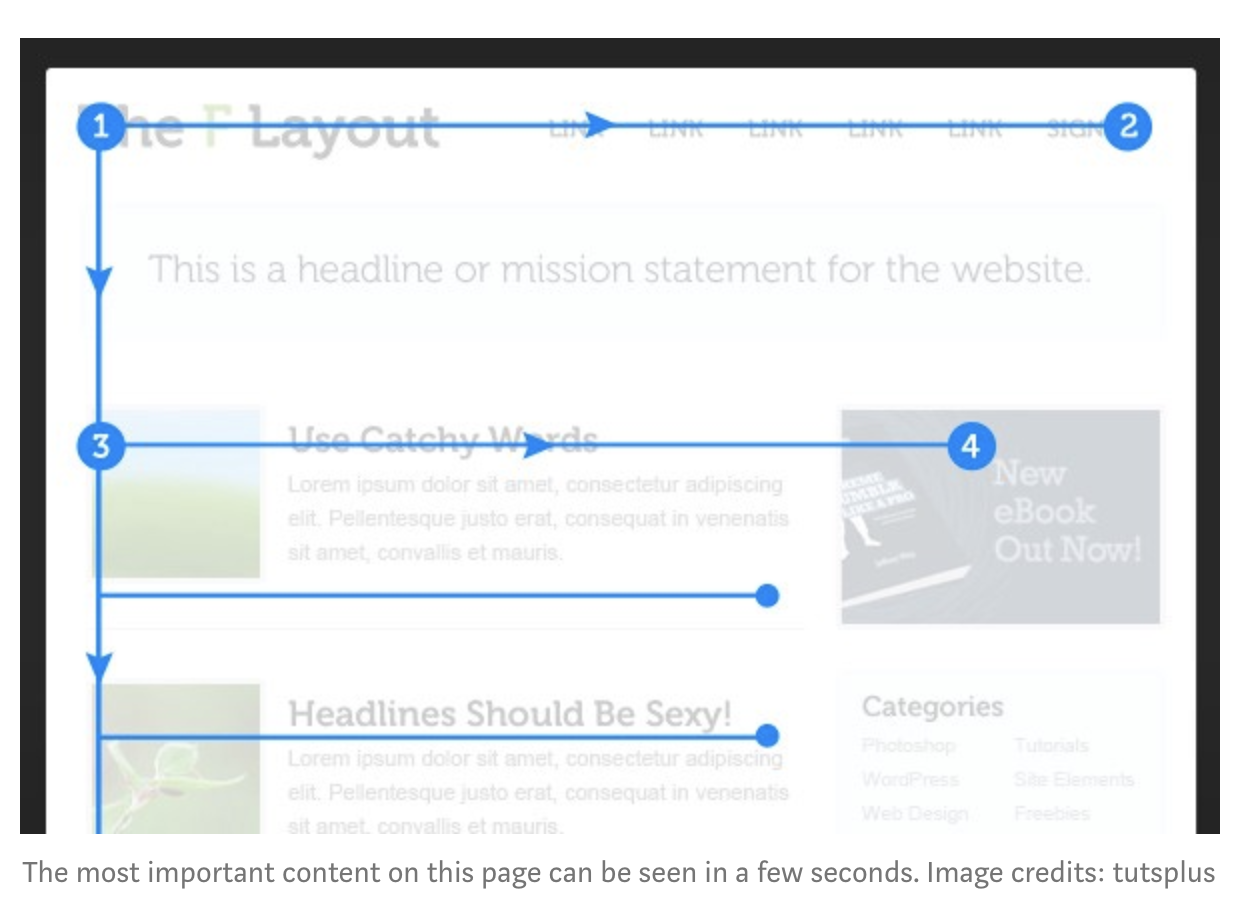 The F Layout
LINK LINK LINK LINK LINK SIGN
1
2
This is a headline or mission statement for the website.
3
Use Catchy Words
Lorem ipsum dolor sit amet, consectetur adipiscing
elit. Pellentesque justo erat, consequat in venenatis
sit amet, convallis et mauris.
4
New
eBook
Out Now!
Headlines Should Be Sexy!
Lorem ipsum dolor sit amet, consectetur adipiscing
elit. Pellentesque justo erat, consequat in venenatis
sit amet, convallis et mauris.
Categories
Photoshop Tutorials
WordPress Site Elements
Web Design Freebies
The most important content on this page can be seen in a few seconds. Image credits: tutsplus